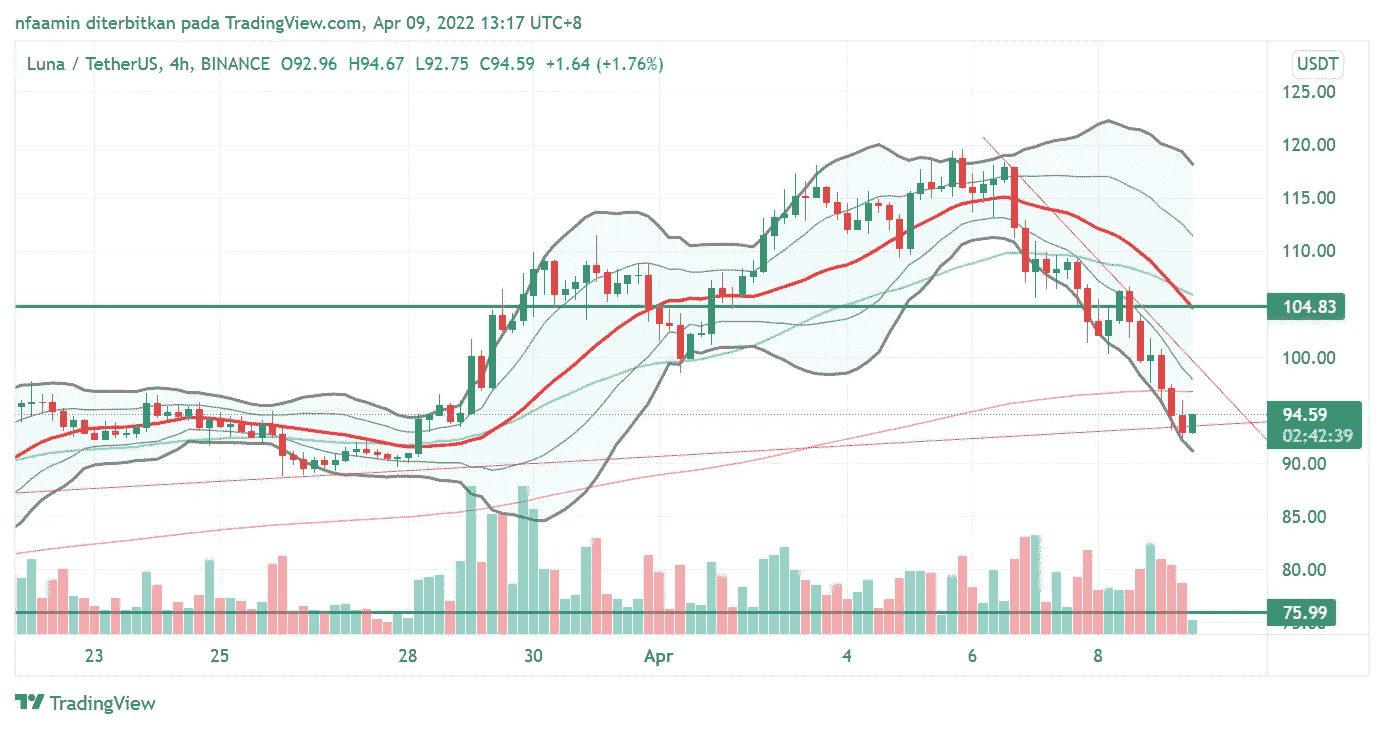 nfaamin diterbitkan pada TradingView.com, Apr 09, 2022 13:17 UTC+8
Luna / TetherUS, 4h, BINANCE O92.96 H94.67 L92.75 C94.59 +1.64 (+1.76%)
USDT
125.00
120.00
115.00
110.00
104.83
100.00
94.59
02:42:39
90.00
85.00
80.00
75.99
23 25 28 30 Apr 4 6 8
TradingView